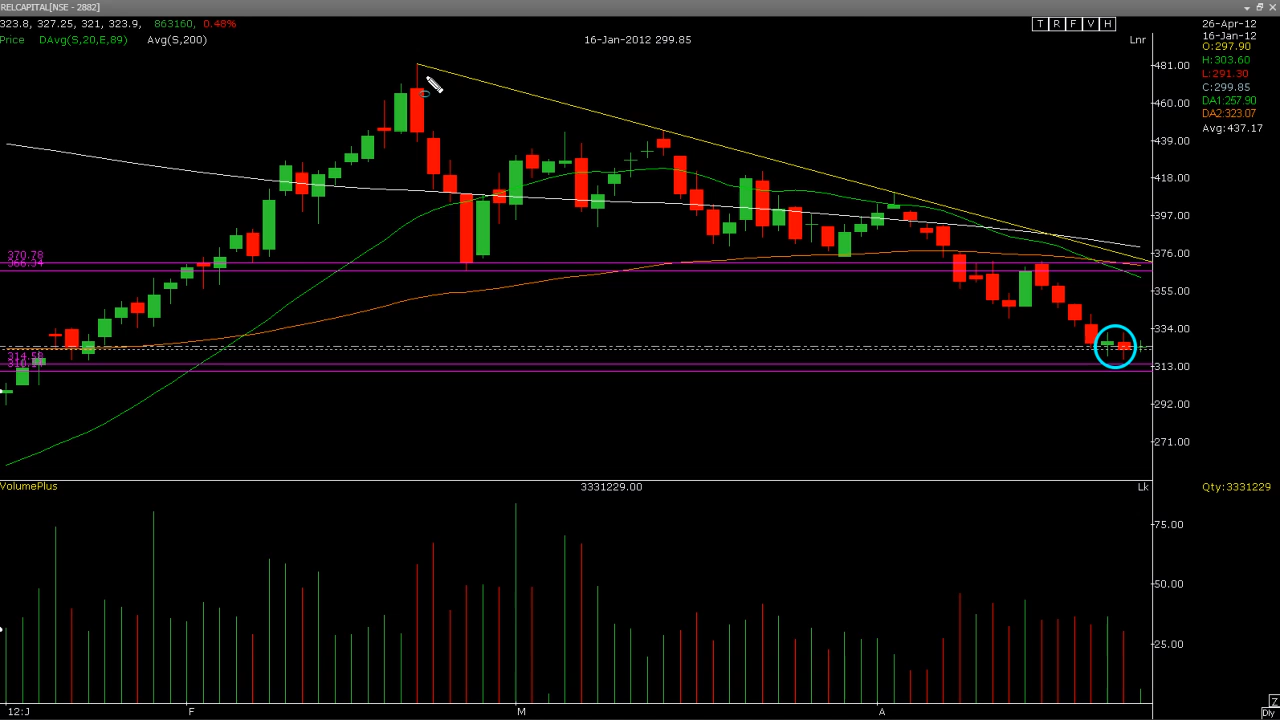 RELCAPITAL[NSE - 2882]
323.8, 327.25, 321, 323.9, 863160, 0.48%
T R F V H
26-Apr-12
16-Jan-12
Price DAvg(S,20,E,89) Avg(S,200)
16-Jan-2012 299.85
Lnr
O:297.90
H:303.60
L:291.30
C:299.85
DA1:257.90
DA2:323.07
Avg:437.17
481.00
460.00
439.00
418.00
397.00
376.00
355.00
334.00
313.00
292.00
271.00
370.76
366.34
VolumePlus
3331229.00
Lk
Qty:3331229
75.00
50.00
25.00
12:J F M A
Z
Dly